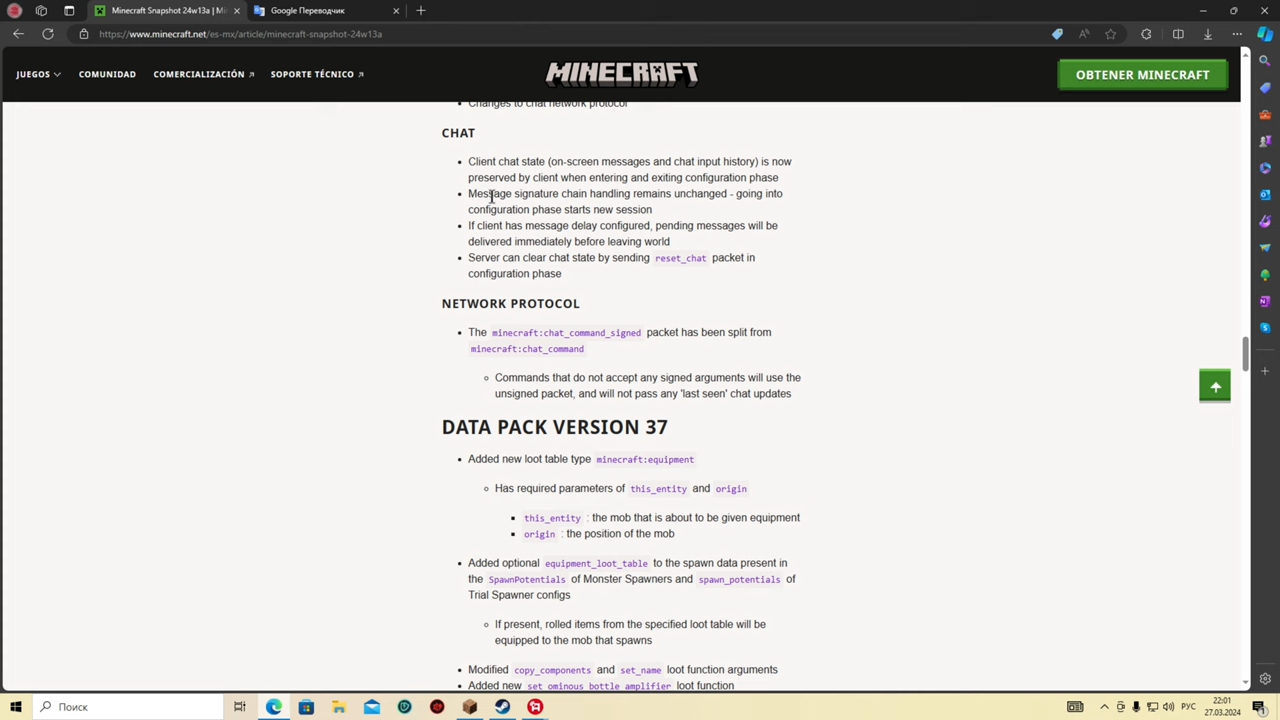 Minecraft Snapshot 24w13a | Mi
Google Переводчик
https://www.minecraft.net/es-mx/article/minecraft-snapshot-24w13a
JUEGOS
COMUNIDAD
COMERCIALIZACIÓN
SOPORTE TÉCNICO
MINECRAFT
OBTENER MINECRAFT
• Changes to chat network protocol
CHAT
• Client chat state (on-screen messages and chat input history) is now
preserved by client when entering and exiting configuration phase
• Message signature chain handling remains unchanged - going into
configuration phase starts new session
• If client has message delay configured, pending messages will be
delivered immediately before leaving world
• Server can clear chat state by sending reset_chat packet in
configuration phase
NETWORK PROTOCOL
• The minecraft:chat_command_signed packet has been split from
minecraft:chat_command
◦ Commands that do not accept any signed arguments will use the
unsigned packet, and will not pass any 'last seen' chat updates
DATA PACK VERSION 37
• Added new loot table type minecraft:equipment
◦ Has required parameters of this_entity and origin
▪ this_entity : the mob that is about to be given equipment
▪ origin : the position of the mob
• Added optional equipment_loot_table to the spawn data present in
the SpawnPotentials of Monster Spawners and spawn_potentials of
Trial Spawner configs
◦ If present, rolled items from the specified loot table will be
equipped to the mob that spawns
• Modified copy_components and set_name loot function arguments
• Added new set_ominous_bottle_amplifier loot function
Поиск
РУС
22:01
27.03.2024